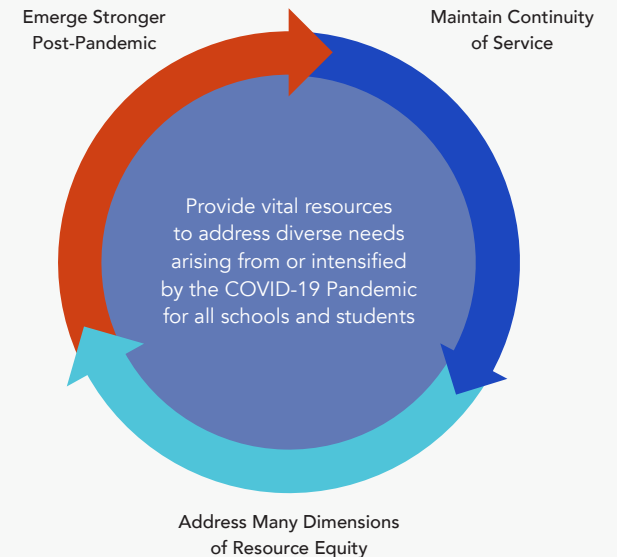 Emerge Stronger
Post-Pandemic
Maintain Continuity
of Service
Provide vital resources
to address diverse needs
arising from or intensified
by the COVID-19 Pandemic
for all schools and students
Address Many Dimensions
of Resource Equity